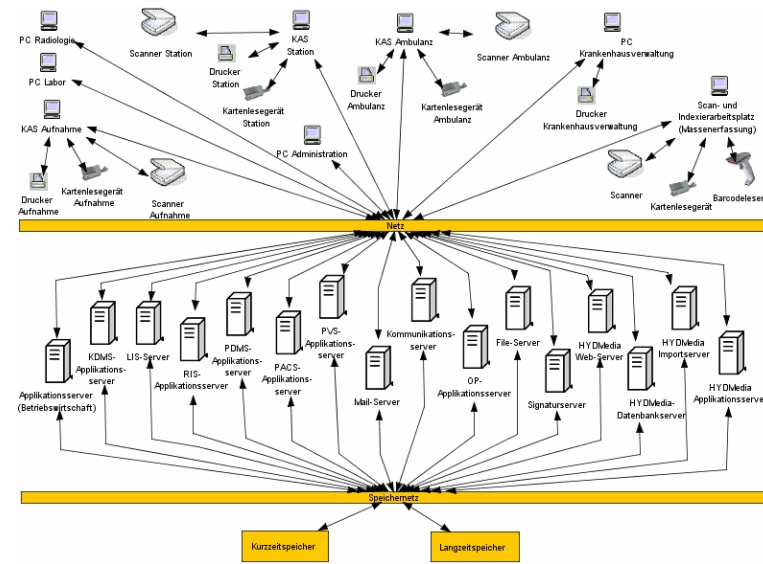 PC Radiologie
Scanner Station
KAS
Station
KAS Ambulanz
Scanner Ambulanz
PC
Krankenhausverwaltung
PC Labor
Drucker
Station
Kartenlesegerät
Station
Drucker
Ambulanz
Kartenlesegerät
Ambulanz
Drucker
Krankenhausverwaltung
Scan- und
Indexierarbeitsplatz
(Massenerfassung)
KAS Aufnahme
PC Administration
Drucker
Aufnahme
Kartenlesegerät
Aufnahme
Scanner
Aufnahme
Scanner
Kartenlesegerät
Barcodeleser
Netz
Applikationsserver
(Betriebswirtschaft)
KDMS-
Applikations-
server
LIS-Server
RIS-
Applikationsserver
PDMS-
Applikations-
server
PACS-
Applikations-
server
PVS-
Applikations-
server
Mail-Server
Kommunikations-
server
OP-
Applikationsserver
File-Server
Signaturserver
HYDMedia
Web-Server
HYDMedia-
Datenbankserver
HYDMedia
Importserver
HYDMedia
Applikationsserver
Speichernetz
Kurzzeitspeicher
Langzeitspeicher